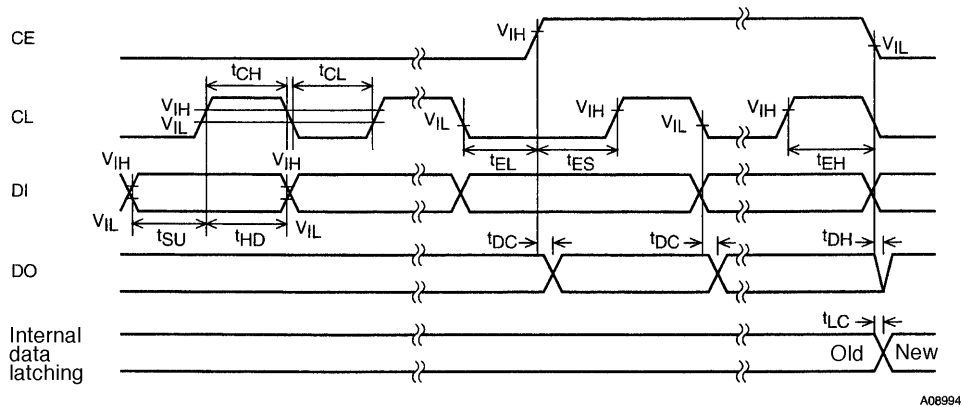 CE
VIH
VIL
tCH
tCL
CL
VIH
VIL
VIL
VIH
VIL
VIH
tEL
tES
tEH
VIH
VIH
DI
VIL
tSU
tHD
VIL
tDC
tDC
tDH
DO
tLC
Internal
data
latching
Old
New
A08994